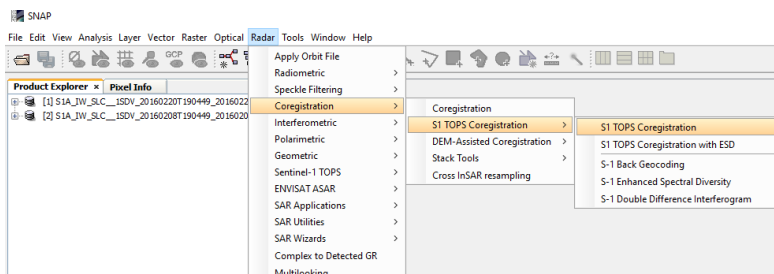 SNAP
File Edit View Analysis Layer Vector Raster Optical Radar Tools Window Help
GCP
Product Explorer × Pixel Info
[1] S1A_IW_SLC__1SDV_20160220T190449_2016022
[2] S1A_IW_SLC__1SDV_20160208T190449_201602
Apply Orbit File
Radiometric >
Speckle Filtering >
Coregistration >
Interferometric >
Polarimetric >
Geometric >
Sentinel-1 TOPS >
ENVISAT ASAR >
SAR Applications >
SAR Utilities >
SAR Wizards >
Complex to Detected GR
Multilooking
Coregistration
S1 TOPS Coregistration >
DEM-Assisted Coregistration >
Stack Tools >
Cross InSAR resampling
S1 TOPS Coregistration
S1 TOPS Coregistration with ESD
S-1 Back Geocoding
S-1 Enhanced Spectral Diversity
S-1 Double Difference Interferogram